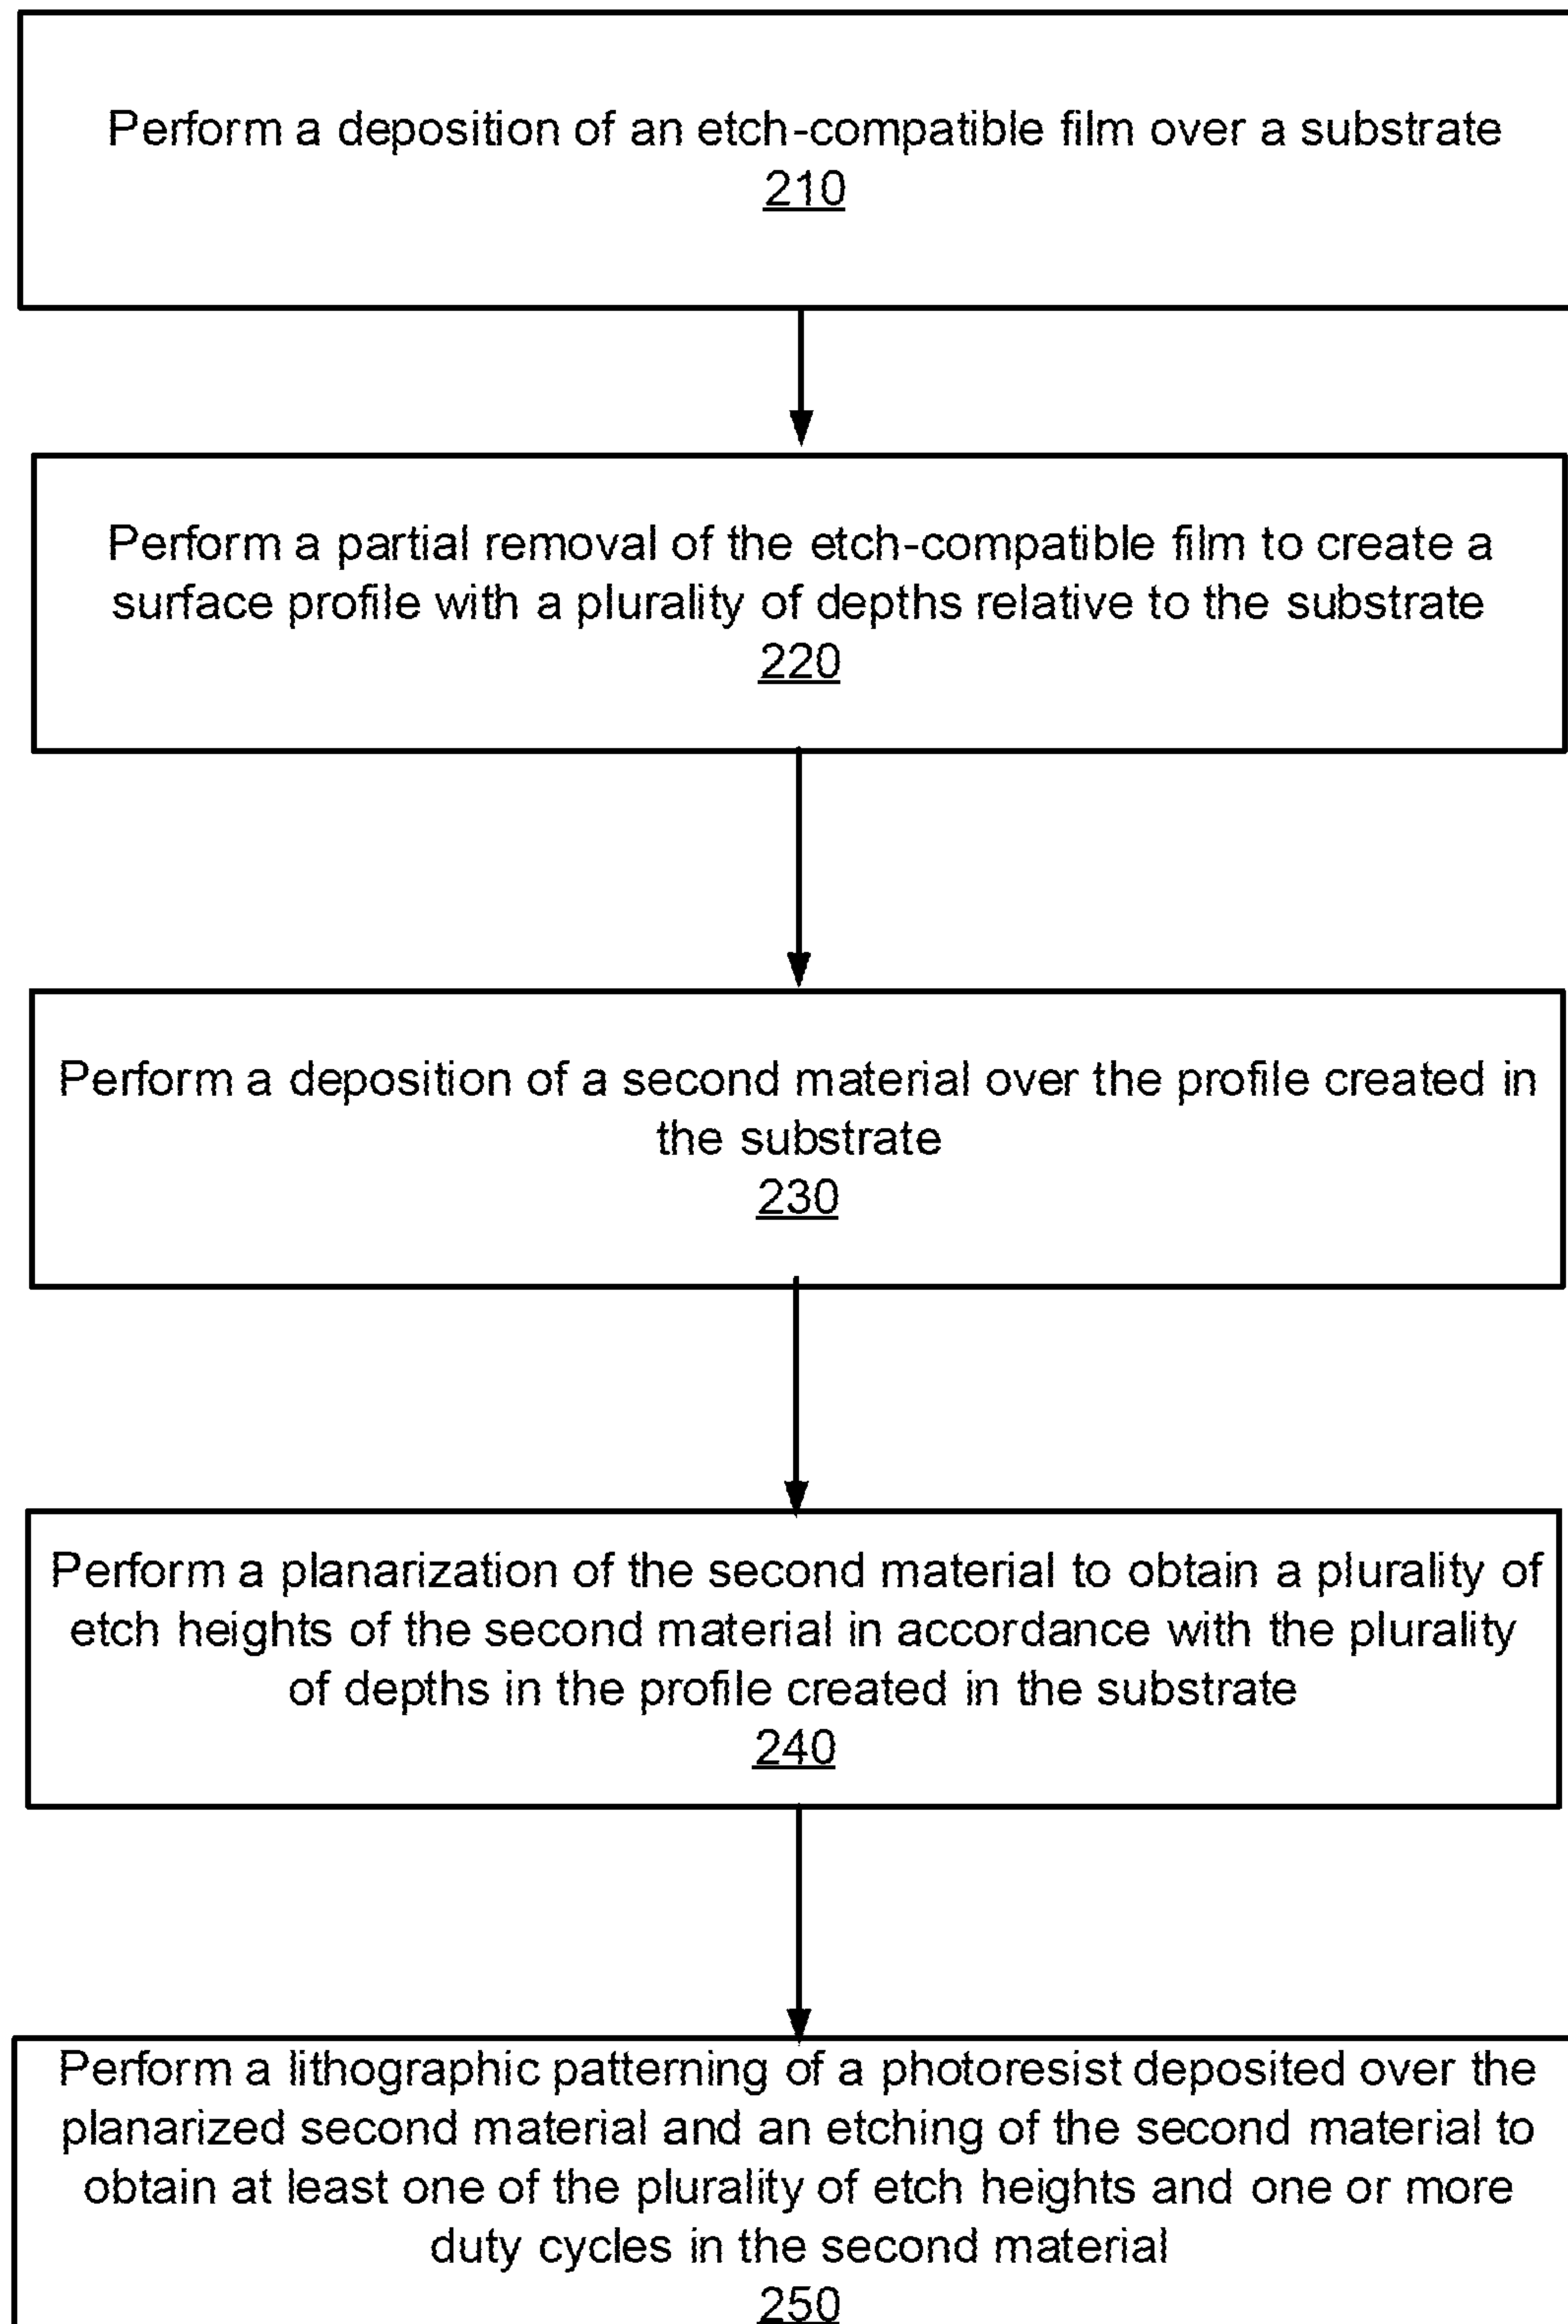 Perform a deposition of an etch-compatible film over a substrate
210
Perform a partial removal of the etch-compatible film to create a
surface profile with a plurality of depths relative to the substrate
220
Perform a deposition of a second material over the profile created in
the substrate
230
Perform a planarization of the second material to obtain a plurality of
etch heights of the second material in accordance with the plurality
of depths in the profile created in the substrate
240
Perform a lithographic patterning of a photoresist deposited over the
planarized second material and an etching of the second material to
obtain at least one of the plurality of etch heights and one or more
duty cycles in the second material
250